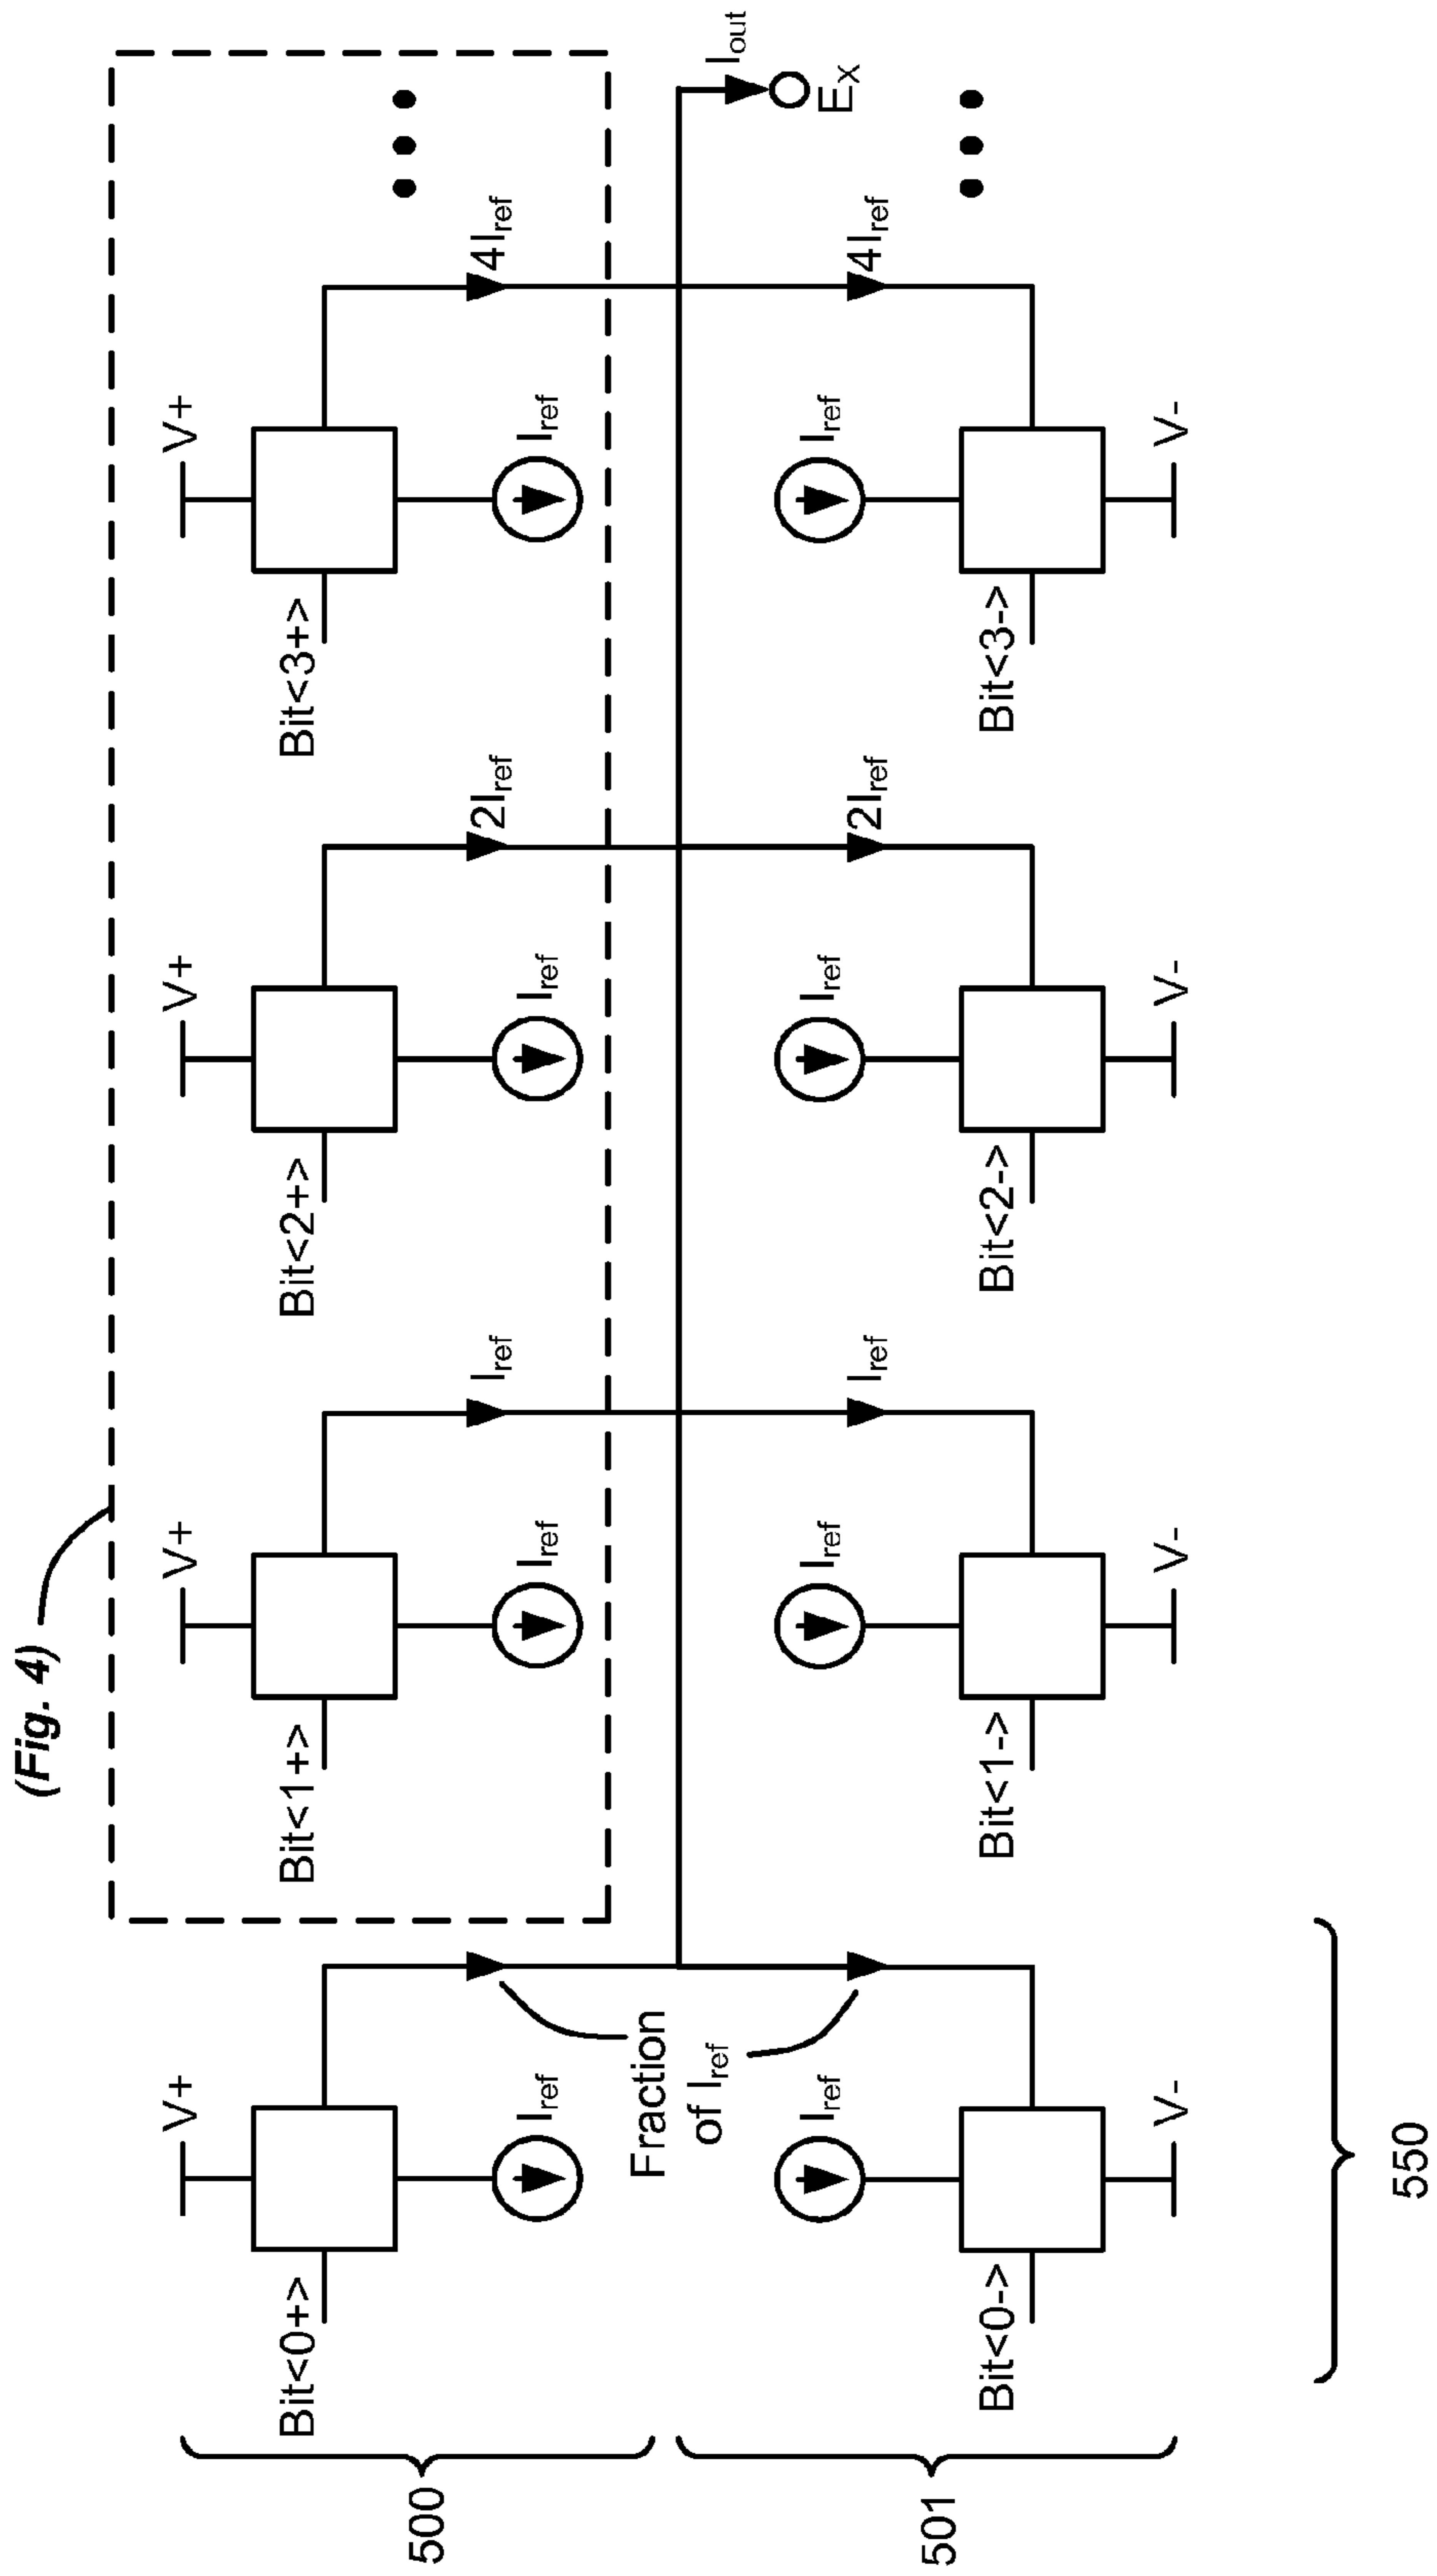 (Fig. 4)
V+
V+
V+
V+
Bit<0+>
Bit<1+>
Bit<2+>
Bit<3+>
Iref
Iref
Iref
Iref
Iref
2Iref
4Iref
500
Fraction
of Iref
Iout
EX
Iref
Iref
Iref
Iref
Iref
2Iref
4Iref
501
Bit<0->
Bit<1->
Bit<2->
Bit<3->
V-
V-
V-
V-
550